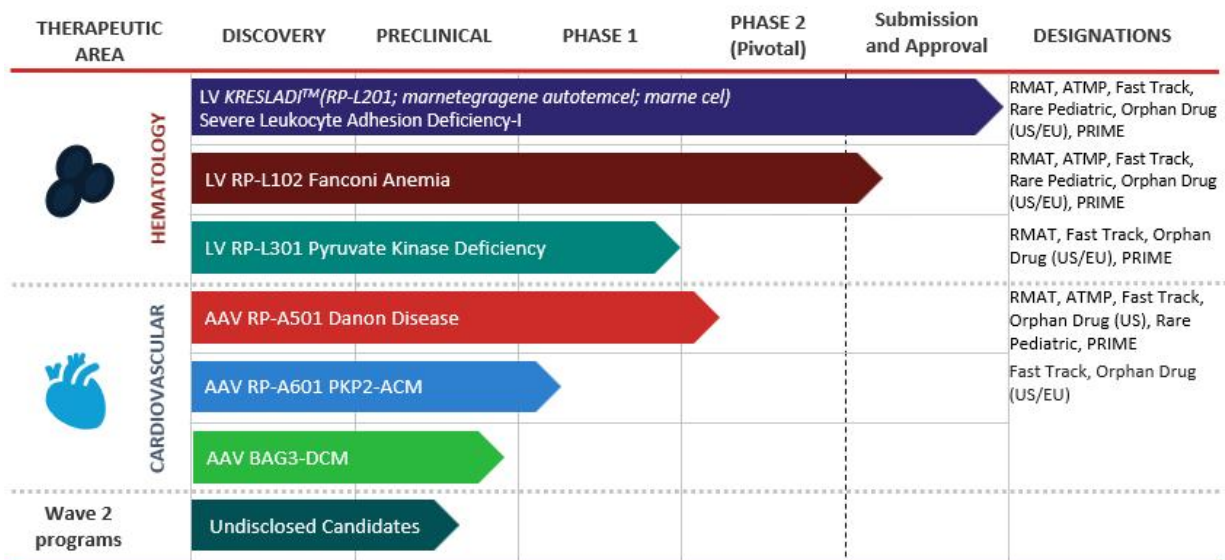 THERAPEUTIC
AREA
DISCOVERY
PRECLINICAL
PHASE 1
PHASE 2
(Pivotal)
Submission
and Approval
DESIGNATIONS
HEMATOLOGY
LV KRESLADI™(RP-L201; marnetegragene autotemcel; marne cel)
Severe Leukocyte Adhesion Deficiency-I
RMAT, ATMP, Fast Track,
Rare Pediatric, Orphan Drug
(US/EU), PRIME
LV RP-L102 Fanconi Anemia
RMAT, ATMP, Fast Track,
Rare Pediatric, Orphan Drug
(US/EU), PRIME
LV RP-L301 Pyruvate Kinase Deficiency
RMAT, Fast Track, Orphan
Drug (US/EU), PRIME
CARDIOVASCULAR
AAV RP-A501 Danon Disease
RMAT, ATMP, Fast Track,
Orphan Drug (US), Rare
Pediatric, PRIME
AAV RP-A601 PKP2-ACM
Fast Track, Orphan Drug
(US/EU)
AAV BAG3-DCM
Wave 2
programs
Undisclosed Candidates